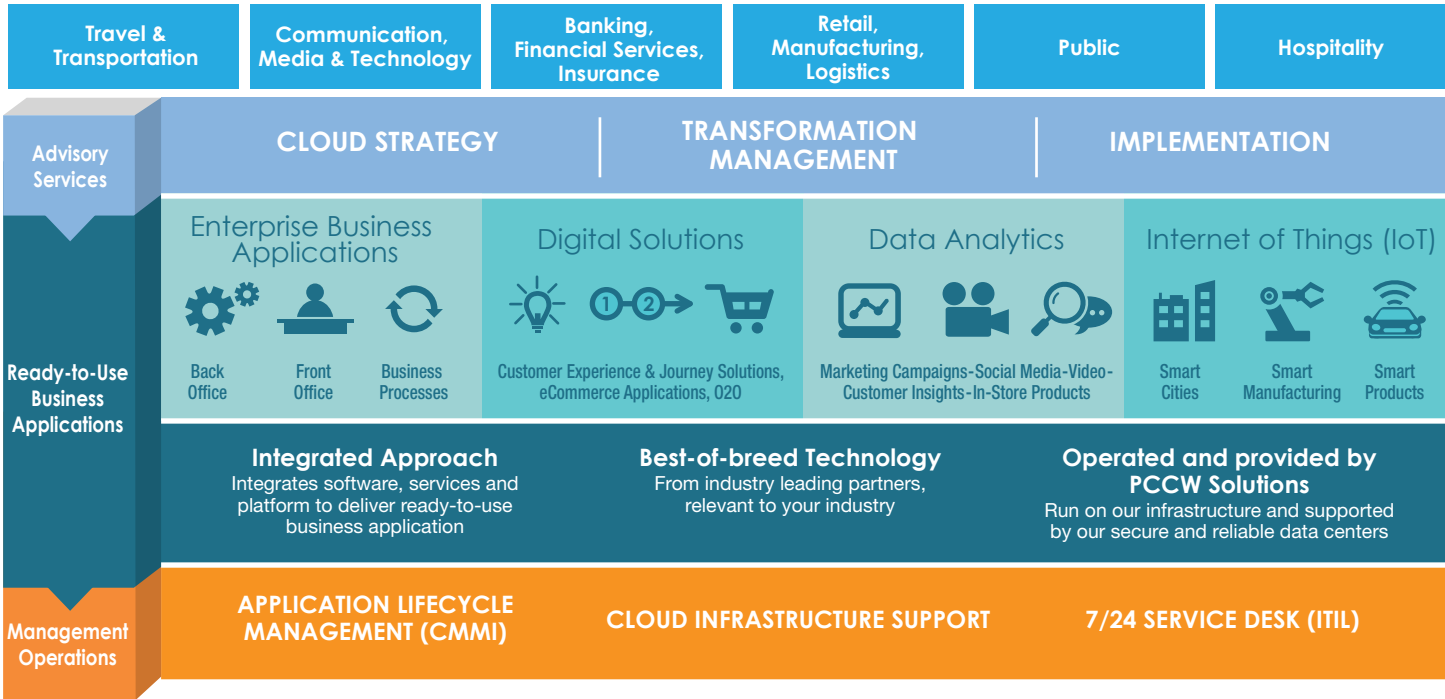 Travel &
Transportation
Communication,
Media & Technology
Banking,
Financial Services,
Insurance
Retail,
Manufacturing,
Logistics
Public
Hospitality
Advisory
Services
CLOUD STRATEGY
TRANSFORMATION
MANAGEMENT
IMPLEMENTATION
Ready-to-Use
Business
Applications
Enterprise Business
Applications
Back
Office
Front
Office
Business
Processes
Digital Solutions
1 2
Customer Experience & Journey Solutions,
eCommerce Applications, O2O
Data Analytics
Marketing Campaigns-Social Media-Video-
Customer Insights-In-Store Products
Internet of Things (IoT)
Smart
Cities
Smart
Manufacturing
Smart
Products
Integrated Approach
Integrates software, services and
platform to deliver ready-to-use
business application
Best-of-breed Technology
From industry leading partners,
relevant to your industry
Operated and provided by
PCCW Solutions
Run on our infrastructure and supported
by our secure and reliable data centers
Management
Operations
APPLICATION LIFECYCLE
MANAGEMENT (CMMI)
CLOUD INFRASTRUCTURE SUPPORT
7/24 SERVICE DESK (ITIL)